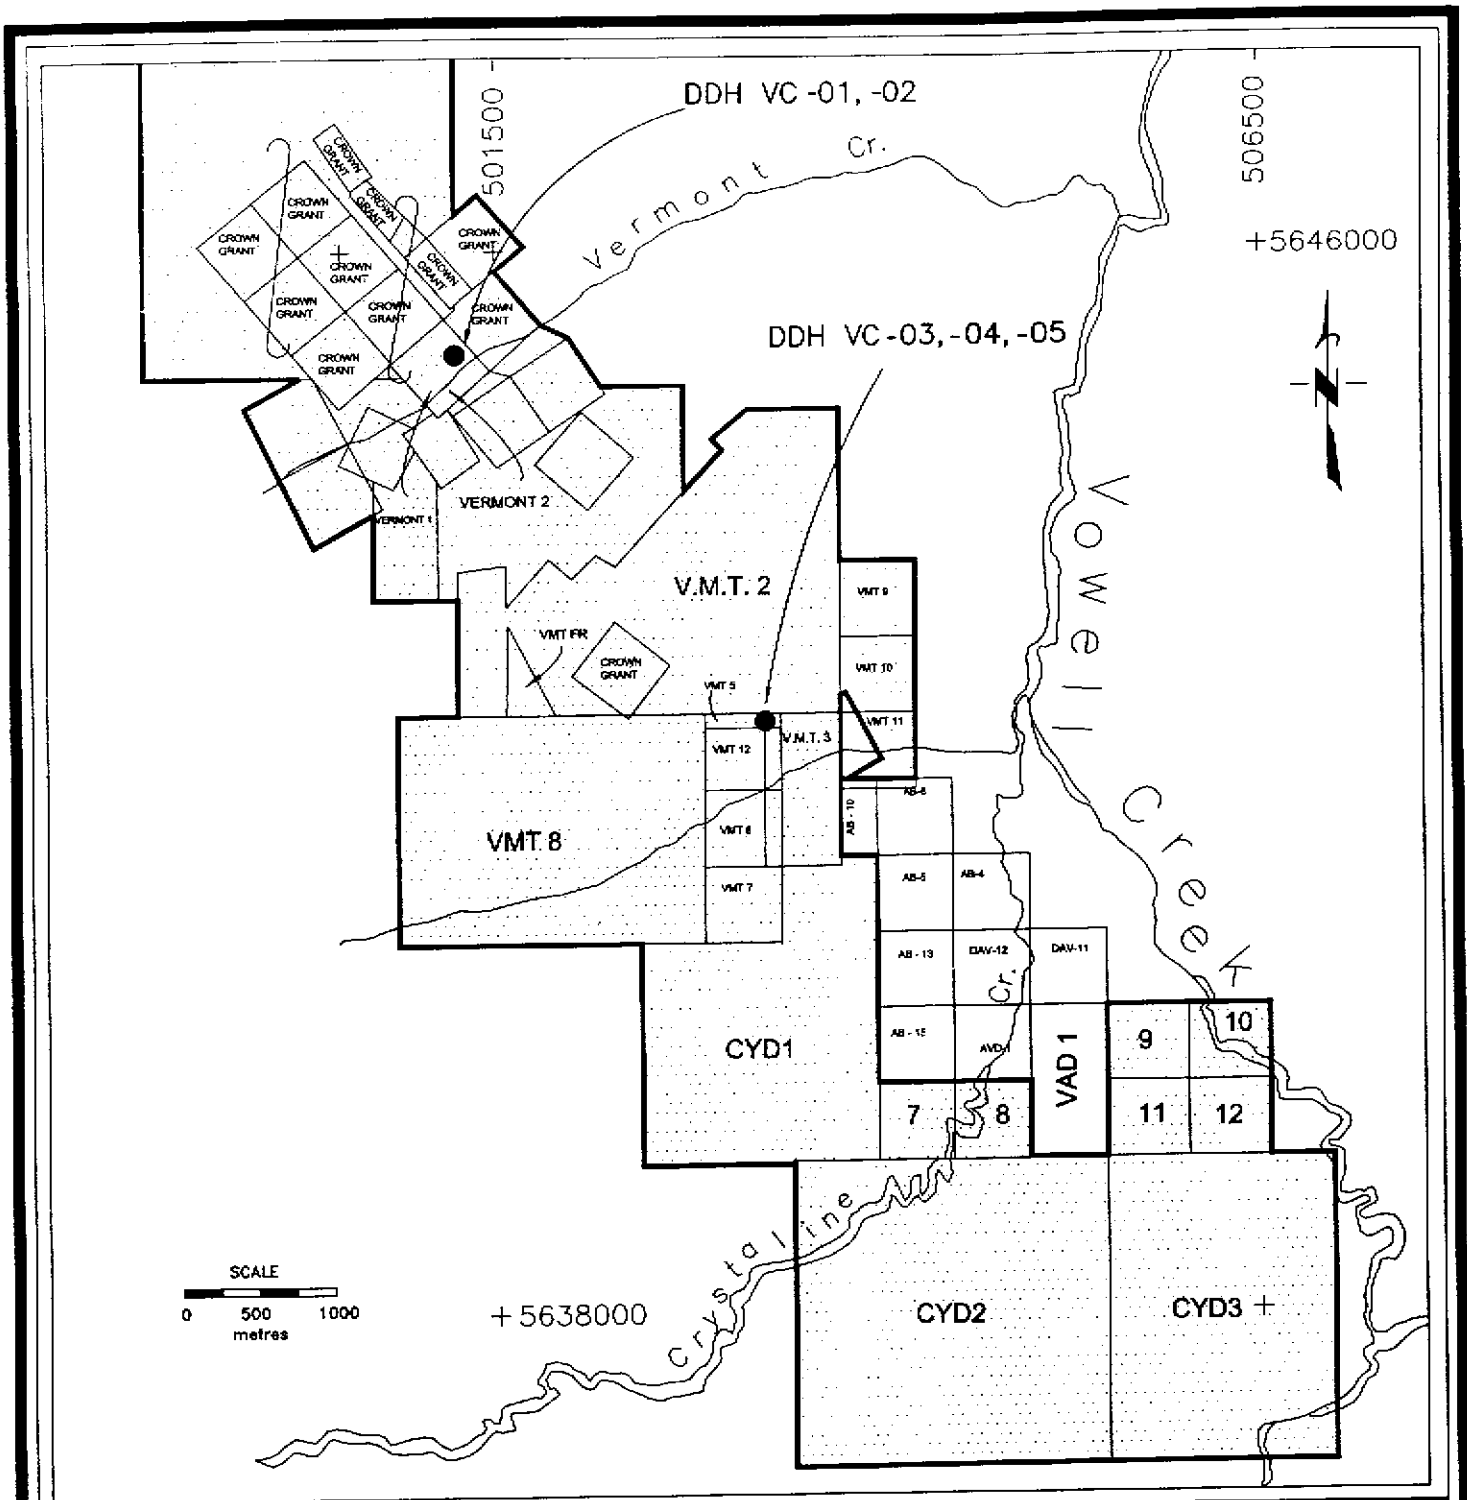 DDH VC-01, -02
501500
506500
Vermont Cr.
+5646000
CROWN
GRANT
CROWN
GRANT
CROWN
GRANT
CROWN
GRANT
CROWN
GRANT
CROWN
GRANT
CROWN
GRANT
CROWN
GRANT
CROWN
GRANT
CROWN
GRANT
CROWN
GRANT
DDH VC-03,-04,-05
N
Vowell Creek
VERMONT 1
VERMONT 2
V.M.T. 2
VMT 9
VMT FR
CROWN
GRANT
VMT 10
VMT 5
VMT 11
V.M.T. 3
VMT 12
AB-6
AB - 10
VMT 8
VMT 6
VMT 7
AB-5
AB-4
AB - 13
DAV-12
DAV-11
AB - 15
AVD-1
VAD 1
CYD1
9
10
7
8
11
12
Crystaline Cr.
SCALE
0 500 1000
metres
+5638000
CYD2
CYD3